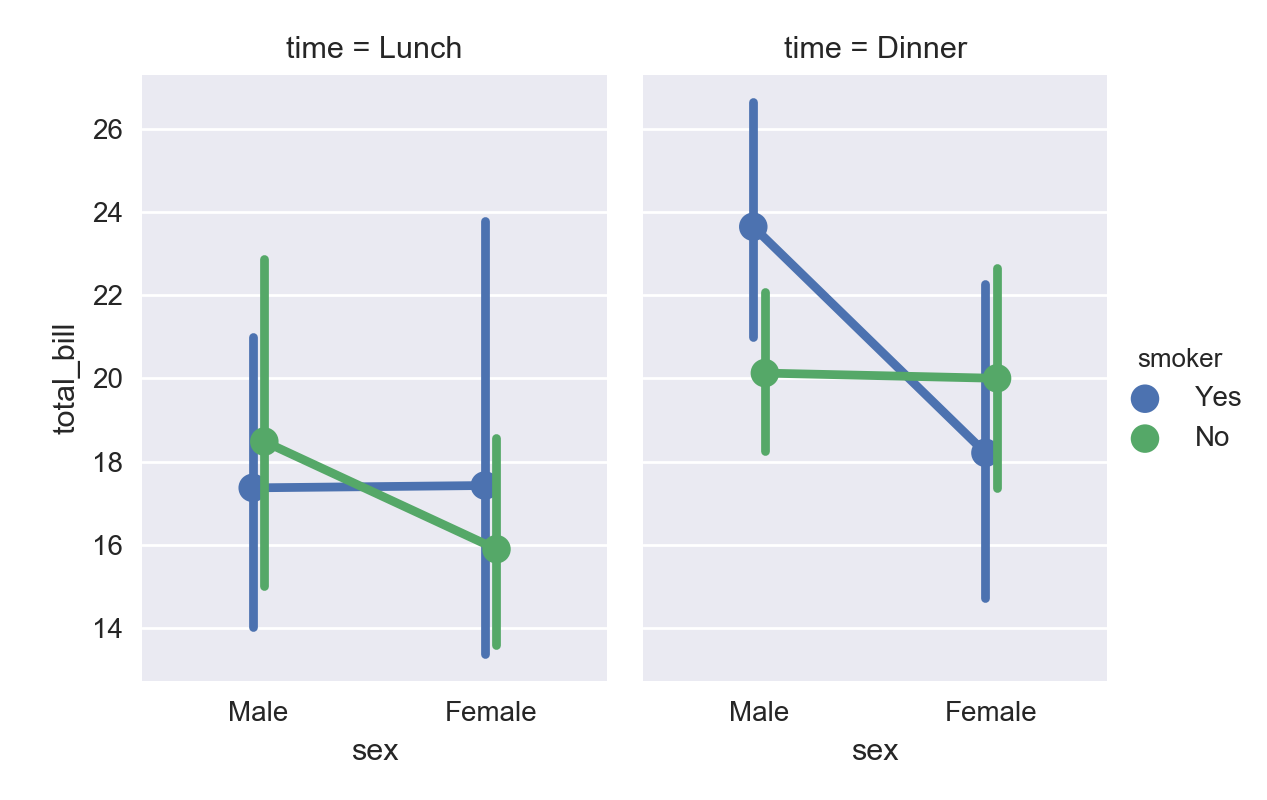 time = Lunch
time = Dinner
26
24
22
20
18
16
14
total_bill
Male
Female
sex
Male
Female
sex
smoker
Yes
No